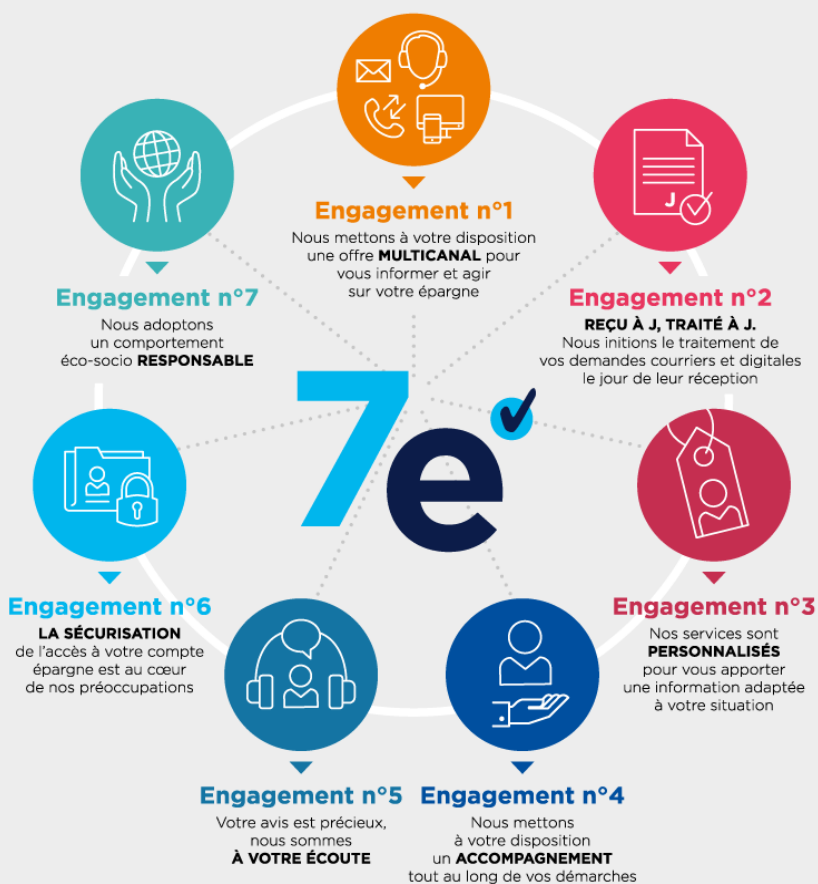 Engagement n°1
Nous mettons à votre disposition
une offre MULTICANAL pour
vous informer et agir
sur votre épargne
J
Engagement n°2
REÇU À J, TRAITÉ À J.
Nous initions le traitement de
vos demandes courriers et digitales
le jour de leur réception
Engagement n°3
Nos services sont
PERSONNALISÉS
pour vous apporter
une information adaptée
à votre situation
Engagement n°4
Nous mettons
à votre disposition
un ACCOMPAGNEMENT
tout au long de vos démarches
Engagement n°5
Votre avis est précieux,
nous sommes
À VOTRE ÉCOUTE
Engagement n°6
LA SÉCURISATION
de l'accès à votre compte
épargne est au cœur
de nos préoccupations
Engagement n°7
Nous adoptons
un comportement
éco-socio RESPONSABLE
7e